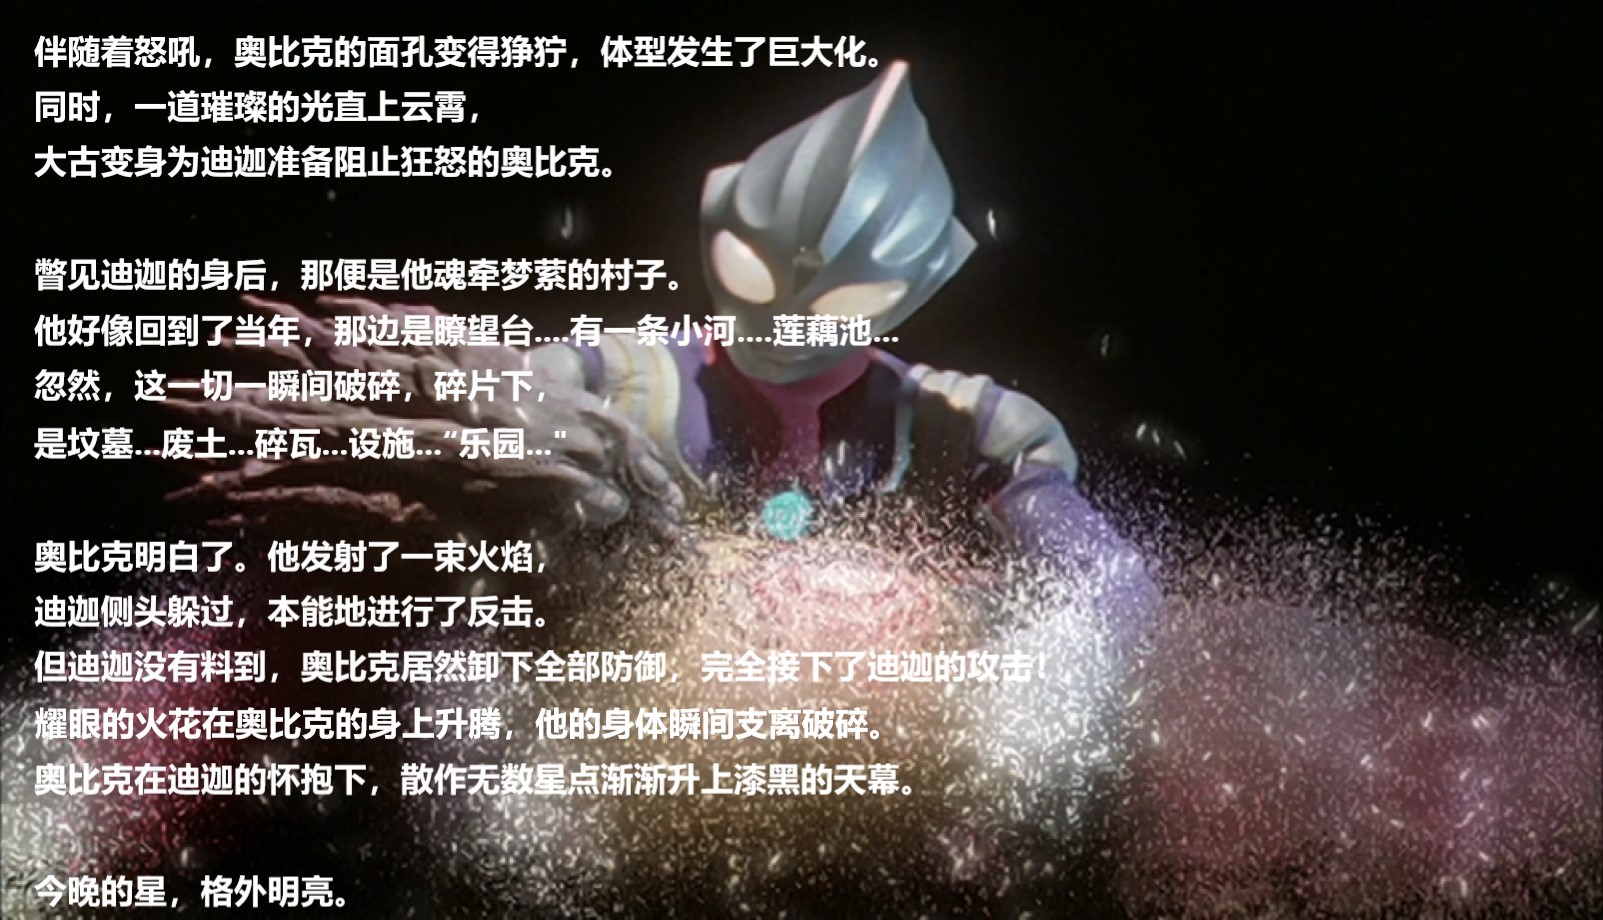 伴随着怒吼，奥比克的面孔变得狰狞，体型发生了巨大化。
同时，一道璀璨的光直上云霄，
大古变身为迪迦准备阻止狂怒的奥比克。
瞥见迪迦的身后，那便是他魂牵梦萦的村子。
他好像回到了当年，那边是瞭望台....有一条小河....莲藕池...
忽然，这一切一瞬间破碎，碎片下，
是坟墓...废土...碎瓦...设施...“乐园..."
奥比克明白了。他发射了一束火焰，
迪迦侧头躲过，本能地进行了反击。
但迪迦没有料到，奥比克居然卸下全部防御，完全接下了迪迦的攻击！
耀眼的火花在奥比克的身上升腾，他的身体瞬间支离破碎。
奥比克在迪迦的怀抱下，散作无数星点渐渐升上漆黑的天幕。
今晚的星，格外明亮。